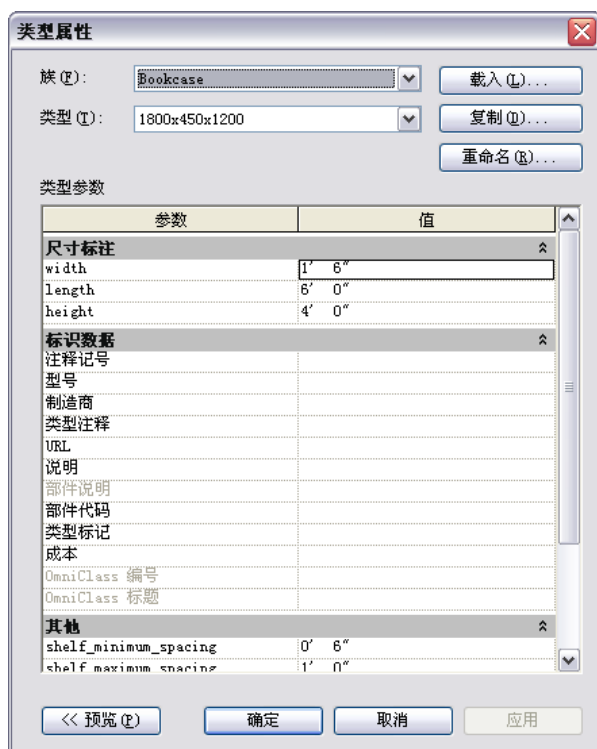 类型属性
族(F): Bookcase 载入(L)...
类型(T): 1800x450x1200 复制(D)...
重命名(R)...
类型参数
参数 值
尺寸标注
width 1' 6"
length 6' 0"
height 4' 0"
标识数据
注释记号
型号
制造商
类型注释
URL
说明
部件说明
部件代码
类型标记
成本
OmniClass 编号
OmniClass 标题
其他
shelf_minimum_spacing 0' 6"
shelf_maximum_spacing 1' 0"
<< 预览(P) 确定 取消 应用